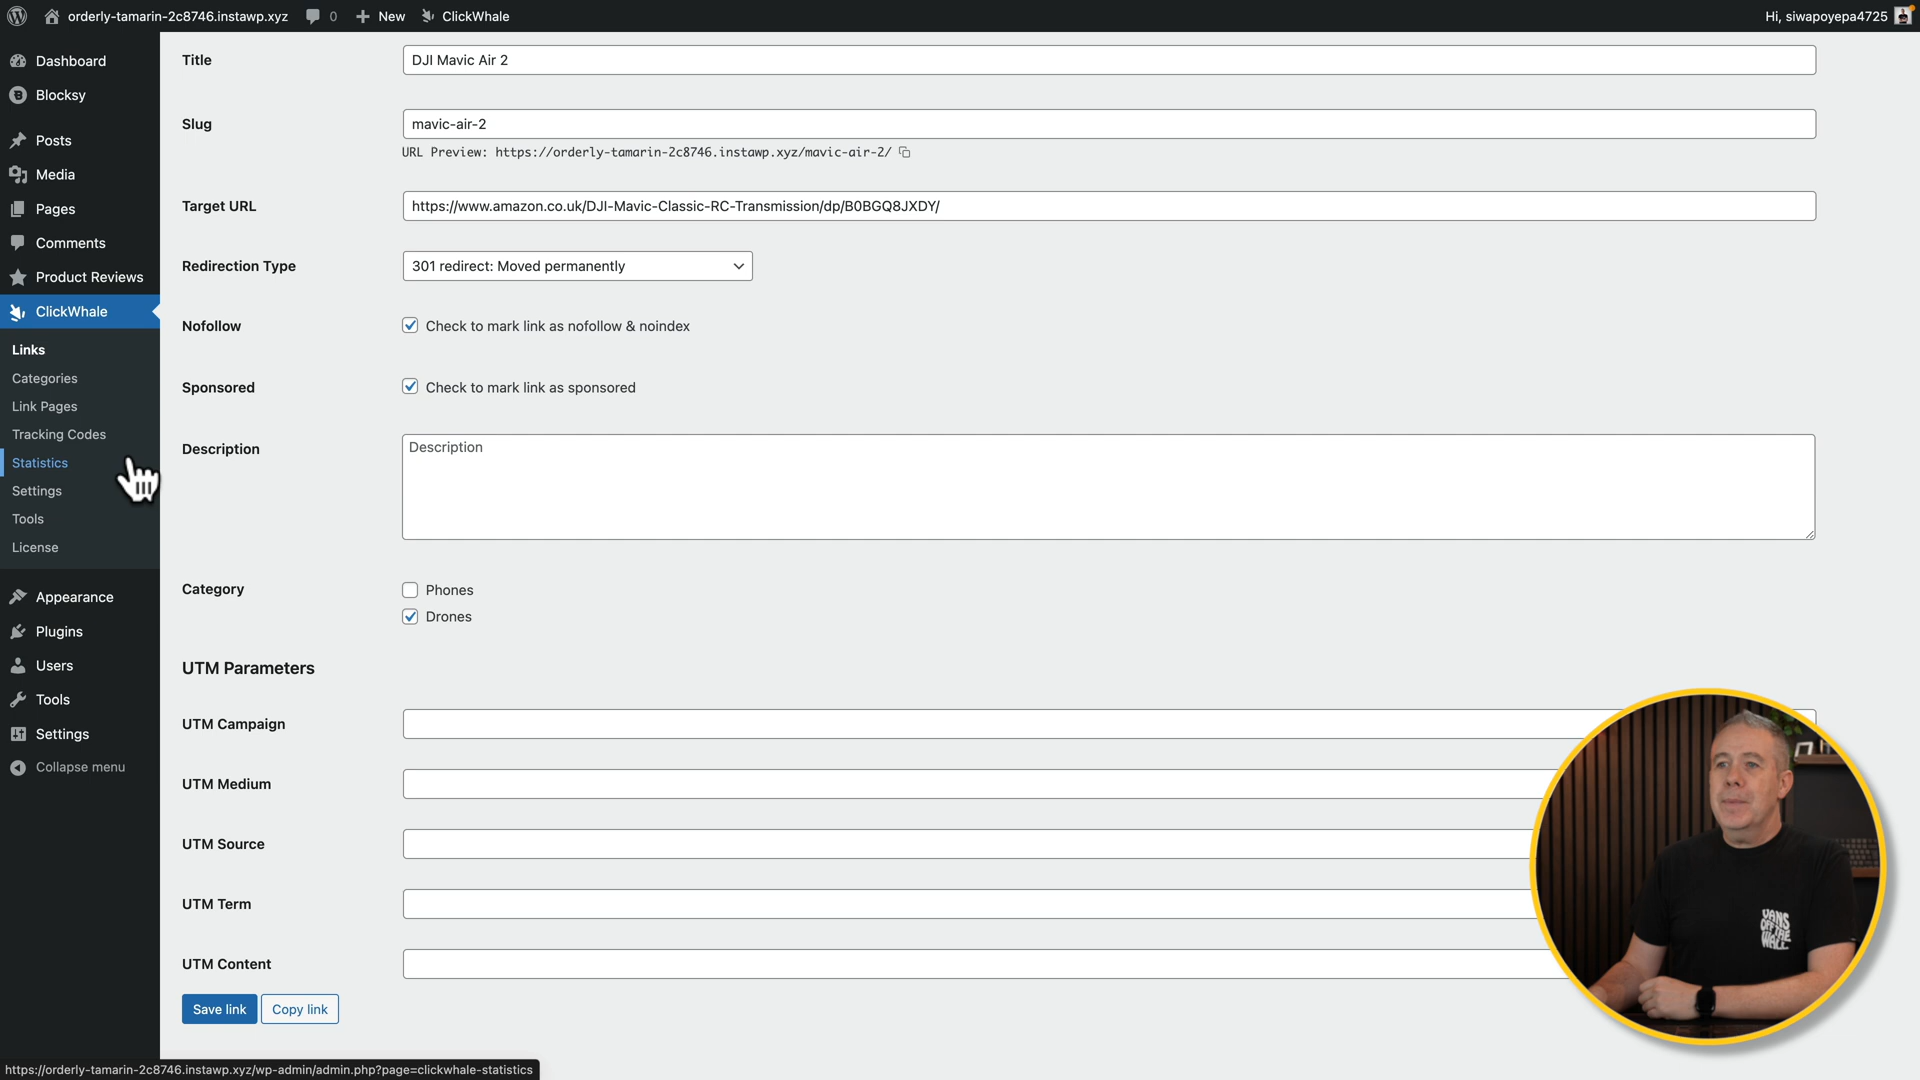 orderly-tamarin-2c8746.instawp.xyz 0 New ClickWhale Hi, siwapoyepa4725
Dashboard
Blocksy
Posts
Media
Pages
Comments
Product Reviews
ClickWhale
Links
Categories
Link Pages
Tracking Codes
Statistics
Settings
Tools
License
Appearance
Plugins
Users
Tools
Settings
Collapse menu
Title DJI Mavic Air 2
Slug mavic-air-2
URL Preview: https://orderly-tamarin-2c8746.instawp.xyz/mavic-air-2/
Target URL https://www.amazon.co.uk/DJI-Mavic-Classic-RC-Transmission/dp/B0BGQ8JXDY/
Redirection Type 301 redirect: Moved permanently
Nofollow Check to mark link as nofollow & noindex
Sponsored Check to mark link as sponsored
Description Description
Category Phones
Drones
UTM Parameters
UTM Campaign
UTM Medium
UTM Source
UTM Term
UTM Content
Save link Copy link
VANS
OFF THE
WALL
https://orderly-tamarin-2c8746.instawp.xyz/wp-admin/admin.php?page=clickwhale-statistics